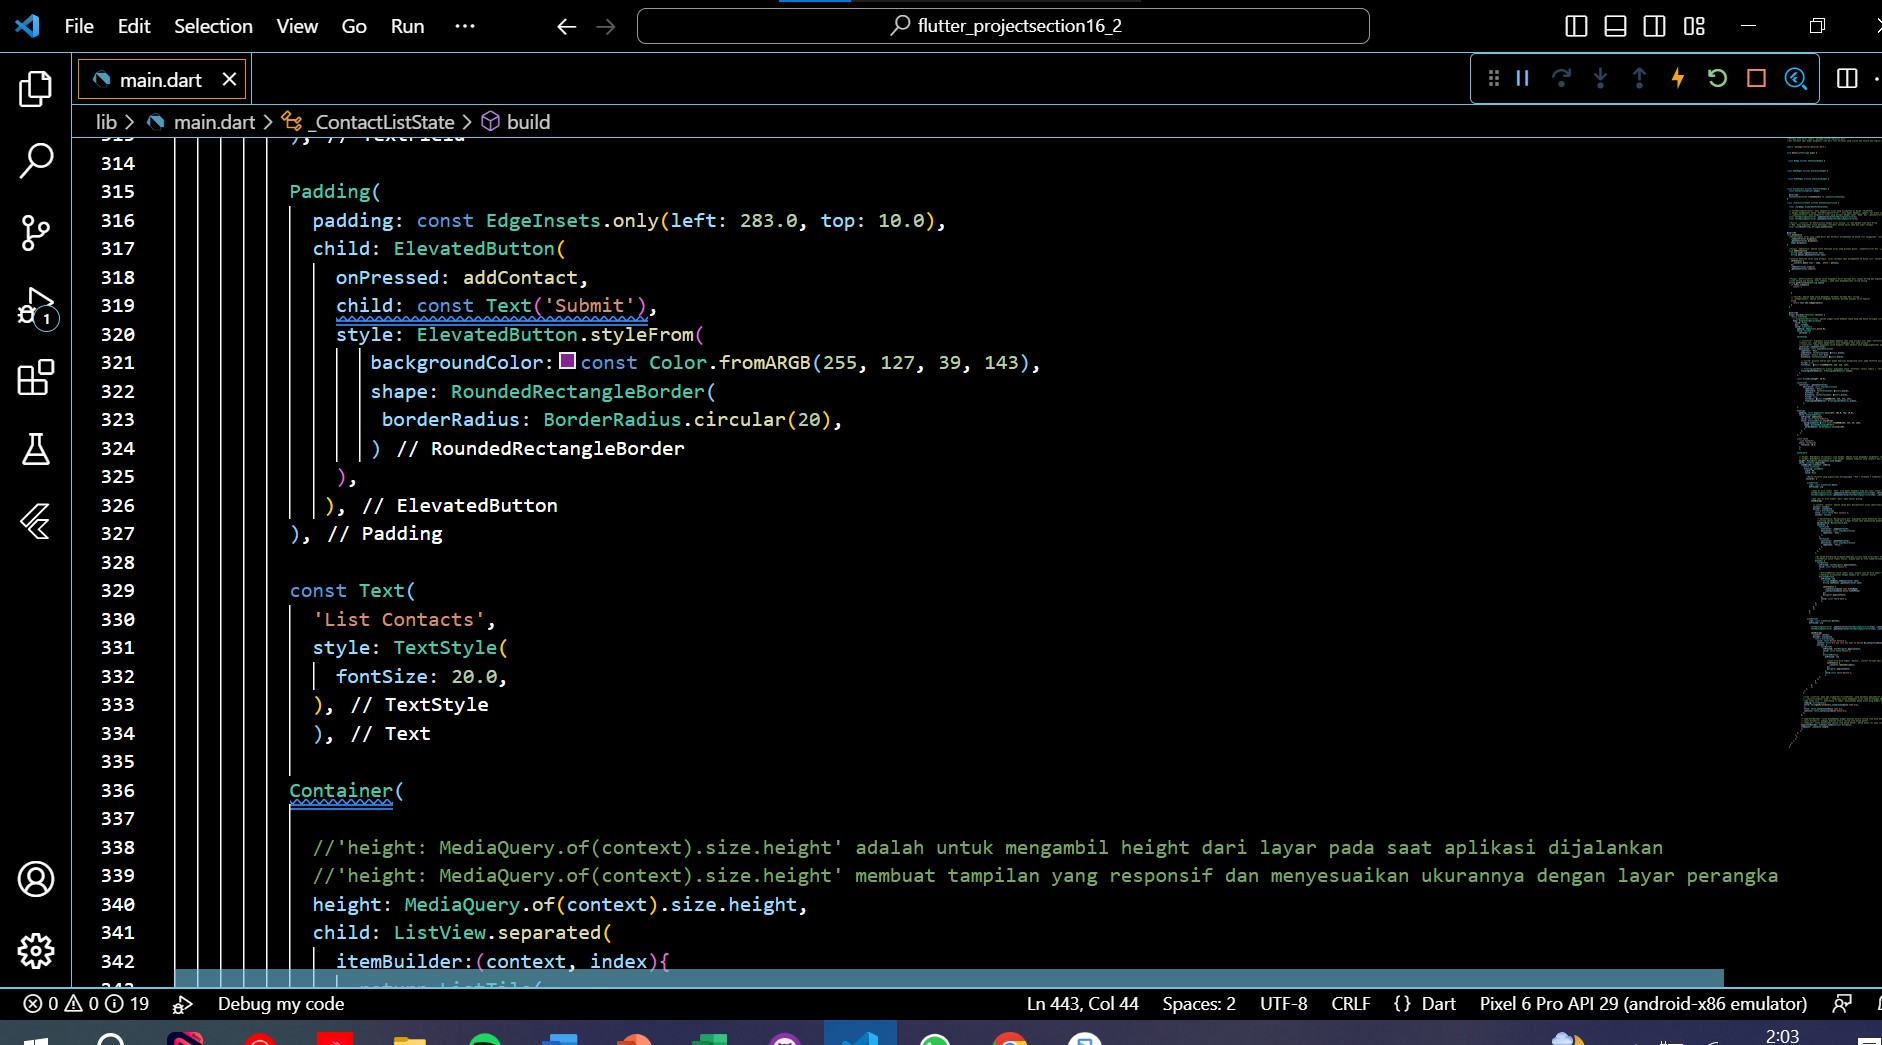 File Edit Selection View Go Run ···
flutter_projectsection16_2
main.dart
lib > main.dart > _ContactListState > build
314
315 Padding(
316 padding: const EdgeInsets.only(left: 283.0, top: 10.0),
317 child: ElevatedButton(
318 onPressed: addContact,
319 child: const Text('Submit'),
320 style: ElevatedButton.styleFrom(
321 backgroundColor: const Color.fromARGB(255, 127, 39, 143),
322 shape: RoundedRectangleBorder(
323 borderRadius: BorderRadius.circular(20),
324 ) // RoundedRectangleBorder
325 ),
326 ), // ElevatedButton
327 ), // Padding
328
329 const Text(
330 'List Contacts',
331 style: TextStyle(
332 fontSize: 20.0,
333 ), // TextStyle
334 ), // Text
335
336 Container(
337
338 //'height: MediaQuery.of(context).size.height' adalah untuk mengambil height dari layar pada saat aplikasi dijalankan
339 //'height: MediaQuery.of(context).size.height' membuat tampilan yang responsif dan menyesuaikan ukurannya dengan layar perangka
340 height: MediaQuery.of(context).size.height,
341 child: ListView.separated(
342 itemBuilder:(context, index){
1
0 0 19 Debug my code Ln 443, Col 44 Spaces: 2 UTF-8 CRLF {} Dart Pixel 6 Pro API 29 (android-x86 emulator)
2:03